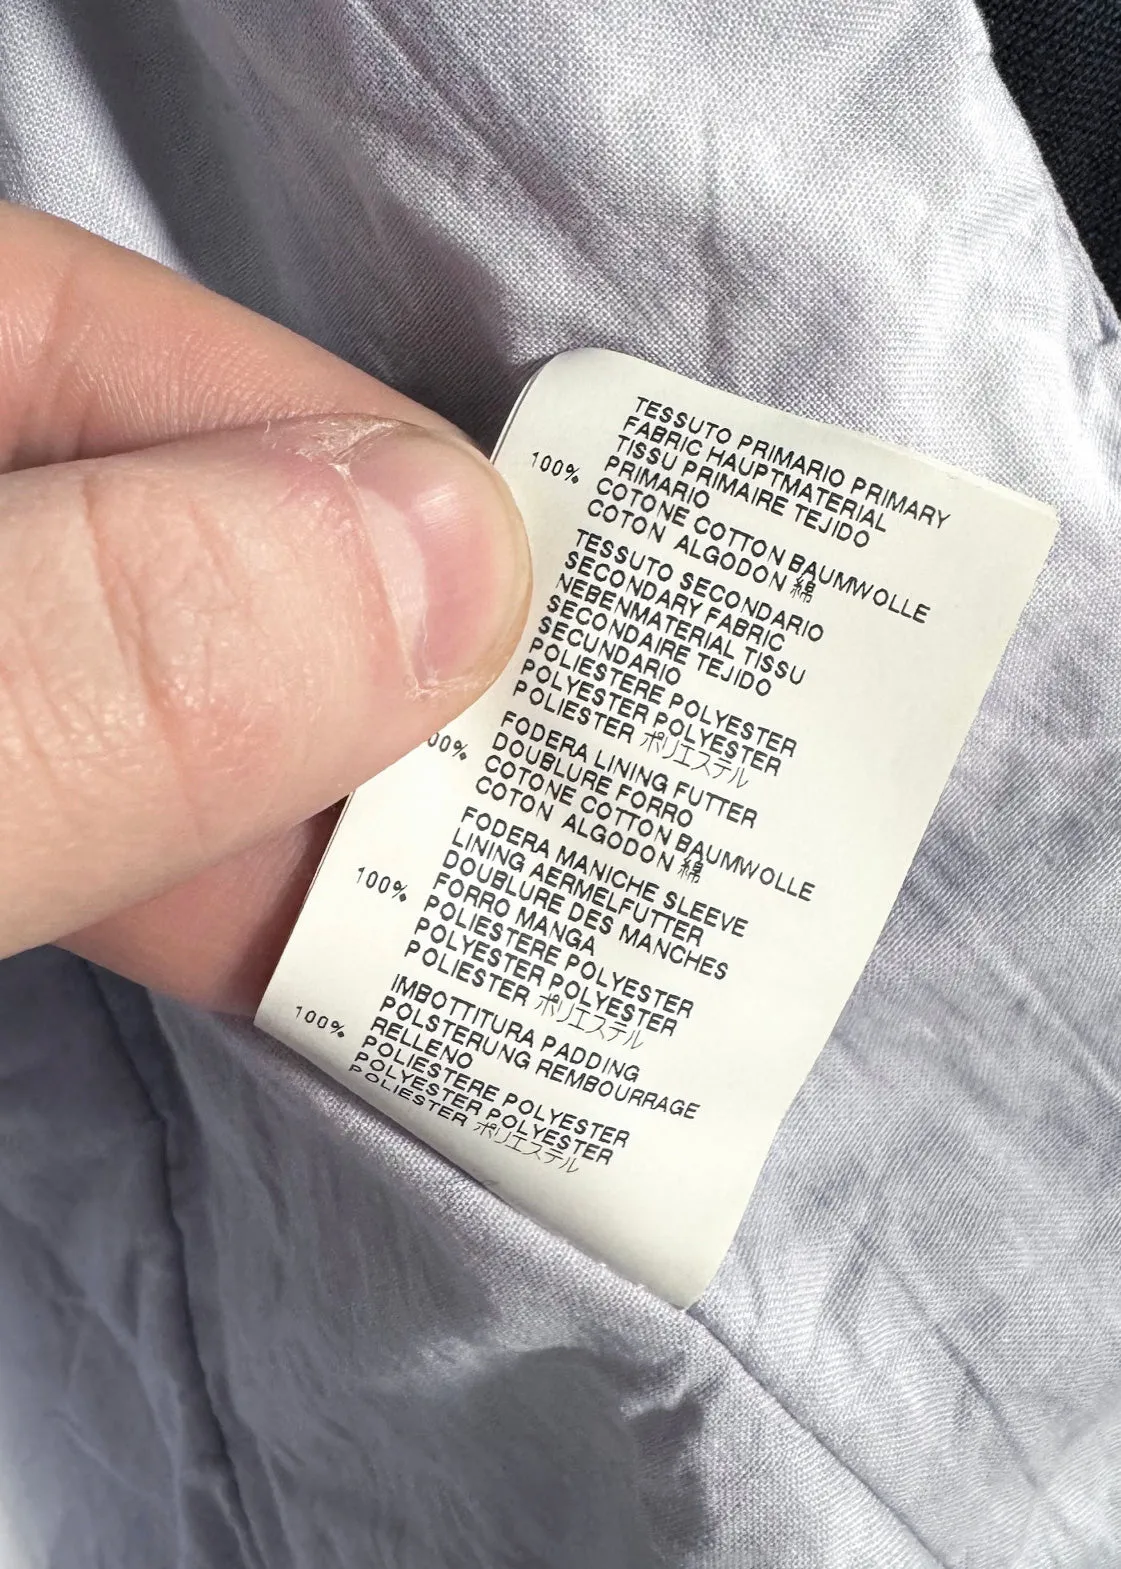 TESSUTO PRIMARIO PRIMARY
FABRIC HAUPTMATERIAL
TISSU PRIMAIRE TEJIDO
PRIMARIO
100% COTONE COTTON BAUMWOLLE
COTON ALGODON 綿
TESSUTO SECONDARIO
SECONDARY FABRIC
NEBENMATERIAL TISSU
SECONDAIRE TEJIDO
SECUNDARIO
POLIESTERE POLYESTER
POLYESTER POLYESTER
POLIESTER ポリエステル
FODERA LINING FUTTER
DOUBLURE FORRO
00% COTONE COTTON BAUMWOLLE
COTON ALGODON 綿
FODERA MANICHE SLEEVE
LINING AERMELFUTTER
DOUBLURE DES MANCHES
FORRO MANGA
100% POLIESTERE POLYESTER
POLYESTER POLYESTER
POLIESTER ポリエステル
IMBOTTITURA PADDING
POLSTERUNG REMBOURRAGE
RELLENO
100% POLIESTERE POLYESTER
POLYESTER POLYESTER
POLIESTER ポリエステル